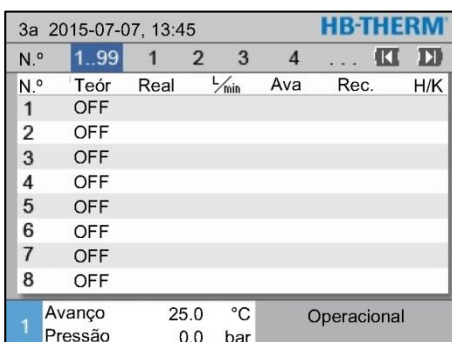 3a 2015-07-07, 13:45 HB-THERM
N.º 1..99 1 2 3 4 ...
N.º Teór Real L/min Ava Rec. H/K
1 OFF
2 OFF
3 OFF
4 OFF
5 OFF
6 OFF
7 OFF
8 OFF
1 Avanço 25.0 °C Operacional
Pressão 0.0 bar